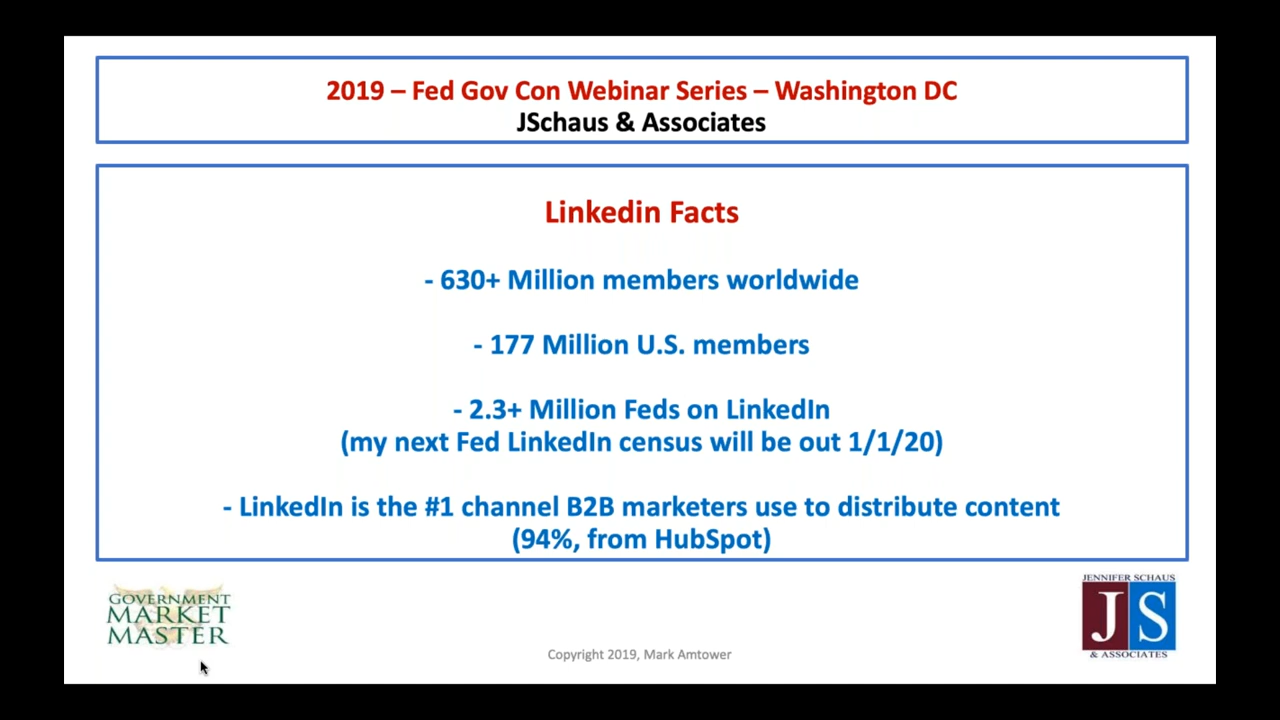 2019 – Fed Gov Con Webinar Series – Washington DC
JSchaus & Associates
Linkedin Facts
- 630+ Million members worldwide
- 177 Million U.S. members
- 2.3+ Million Feds on LinkedIn
(my next Fed LinkedIn census will be out 1/1/20)
- LinkedIn is the #1 channel B2B marketers use to distribute content
(94%, from HubSpot)
GOVERNMENT
MARKET
MASTER
Copyright 2019, Mark Amtower
JENNIFER SCHAUS
JS
& ASSOCIATES